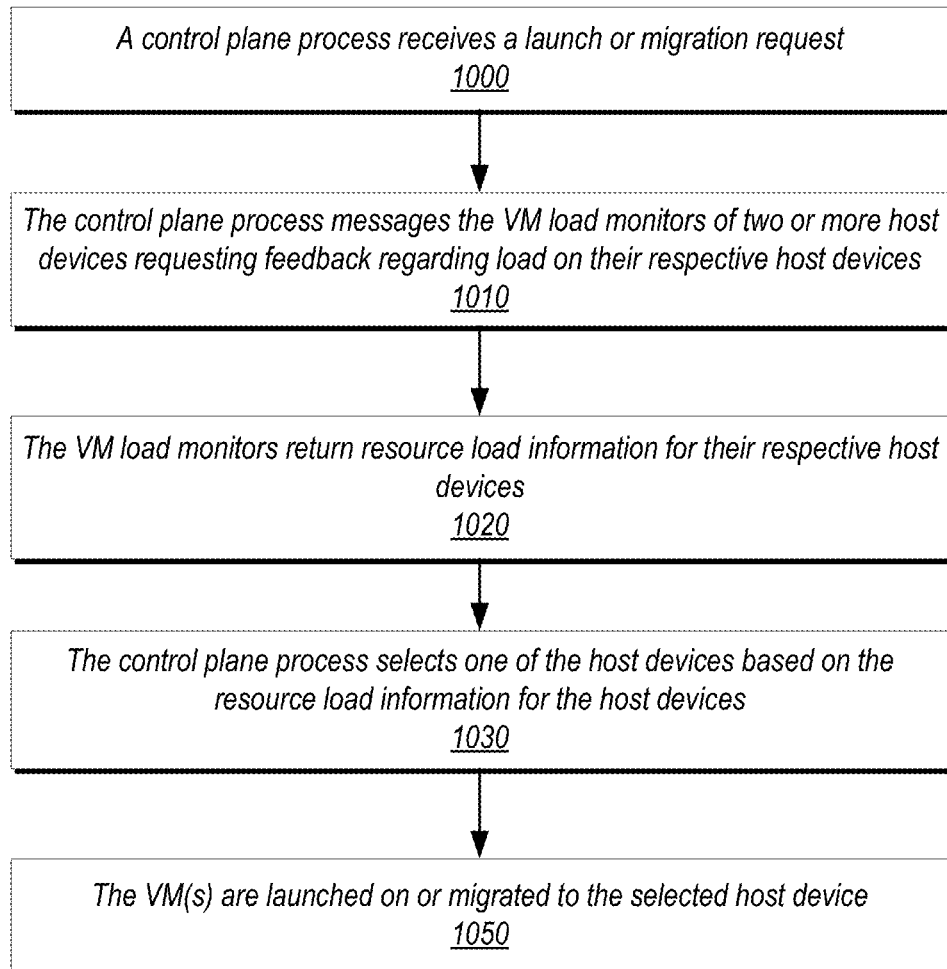 A control plane process receives a launch or migration request
1000
The control plane process messages the VM load monitors of two or more host
devices requesting feedback regarding load on their respective host devices
1010
The VM load monitors return resource load information for their respective host
devices
1020
The control plane process selects one of the host devices based on the
resource load information for the host devices
1030
The VM(s) are launched on or migrated to the selected host device
1050